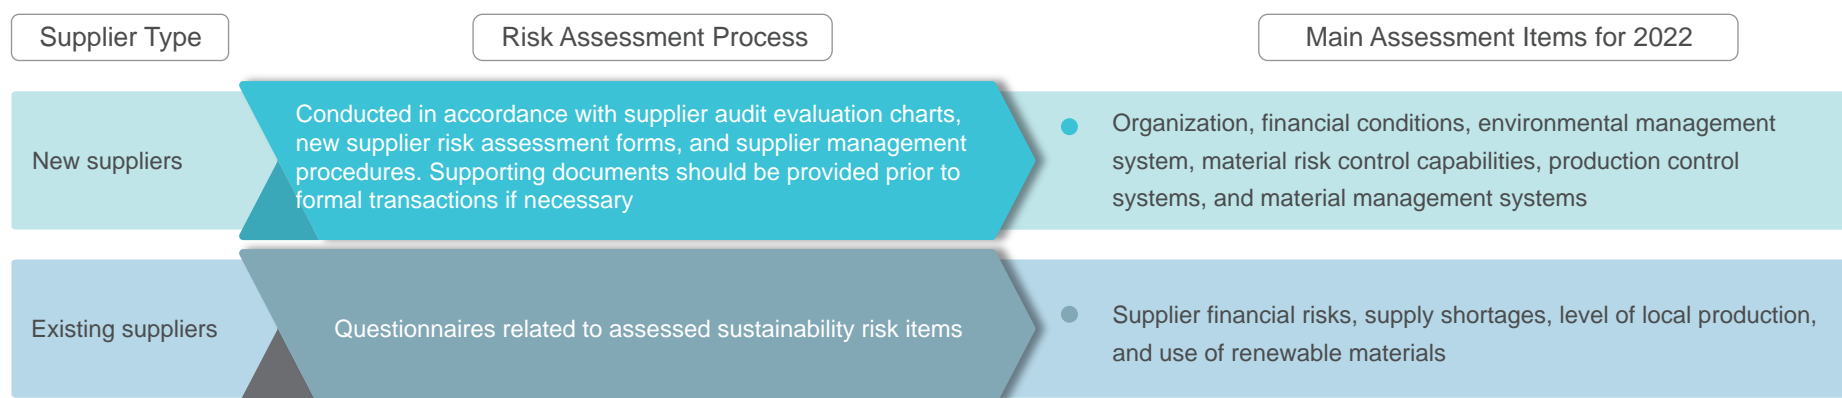 Supplier Type
Risk Assessment Process
Main Assessment Items for 2022
New suppliers
Conducted in accordance with supplier audit evaluation charts,
new supplier risk assessment forms, and supplier management
procedures. Supporting documents should be provided prior to
formal transactions if necessary
Organization, financial conditions, environmental management
system, material risk control capabilities, production control
systems, and material management systems
Existing suppliers
Questionnaires related to assessed sustainability risk items
Supplier financial risks, supply shortages, level of local production,
and use of renewable materials